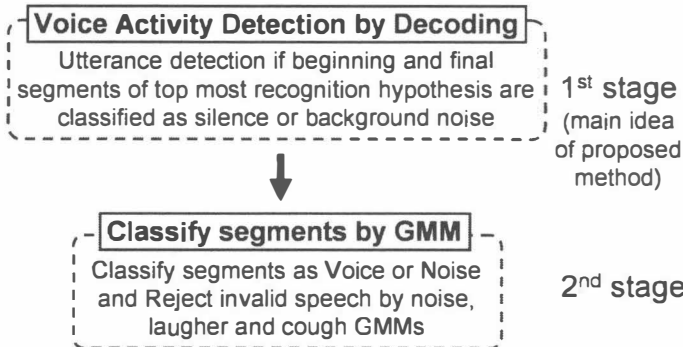 Voice Activity Detection by Decoding
Utterance detection if beginning and final
segments of top most recognition hypothesis are
classified as silence or background noise
1st stage
(main idea
of proposed
method)
Classify segments by GMM
Classify segments as Voice or Noise
and Reject invalid speech by noise,
laugher and cough GMMs
2nd stage